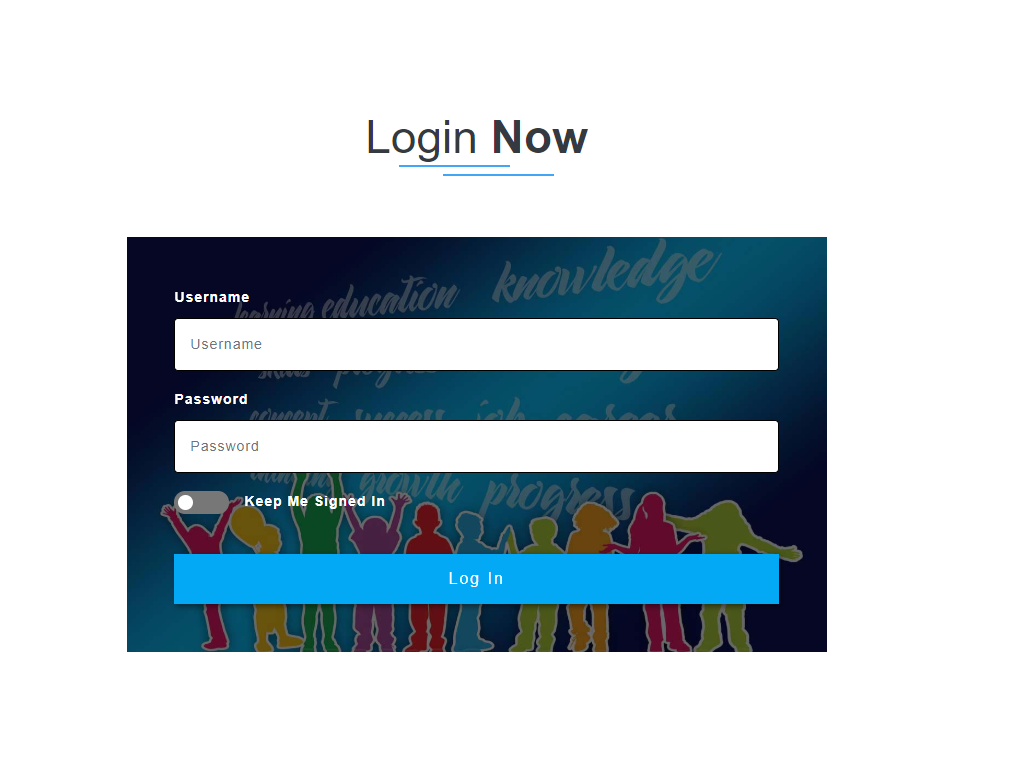 Login Now
knowledge
learning education
Username
Username
skills progress
Password
concept success job career
Password
growth progress
Keep Me Signed In
Log In